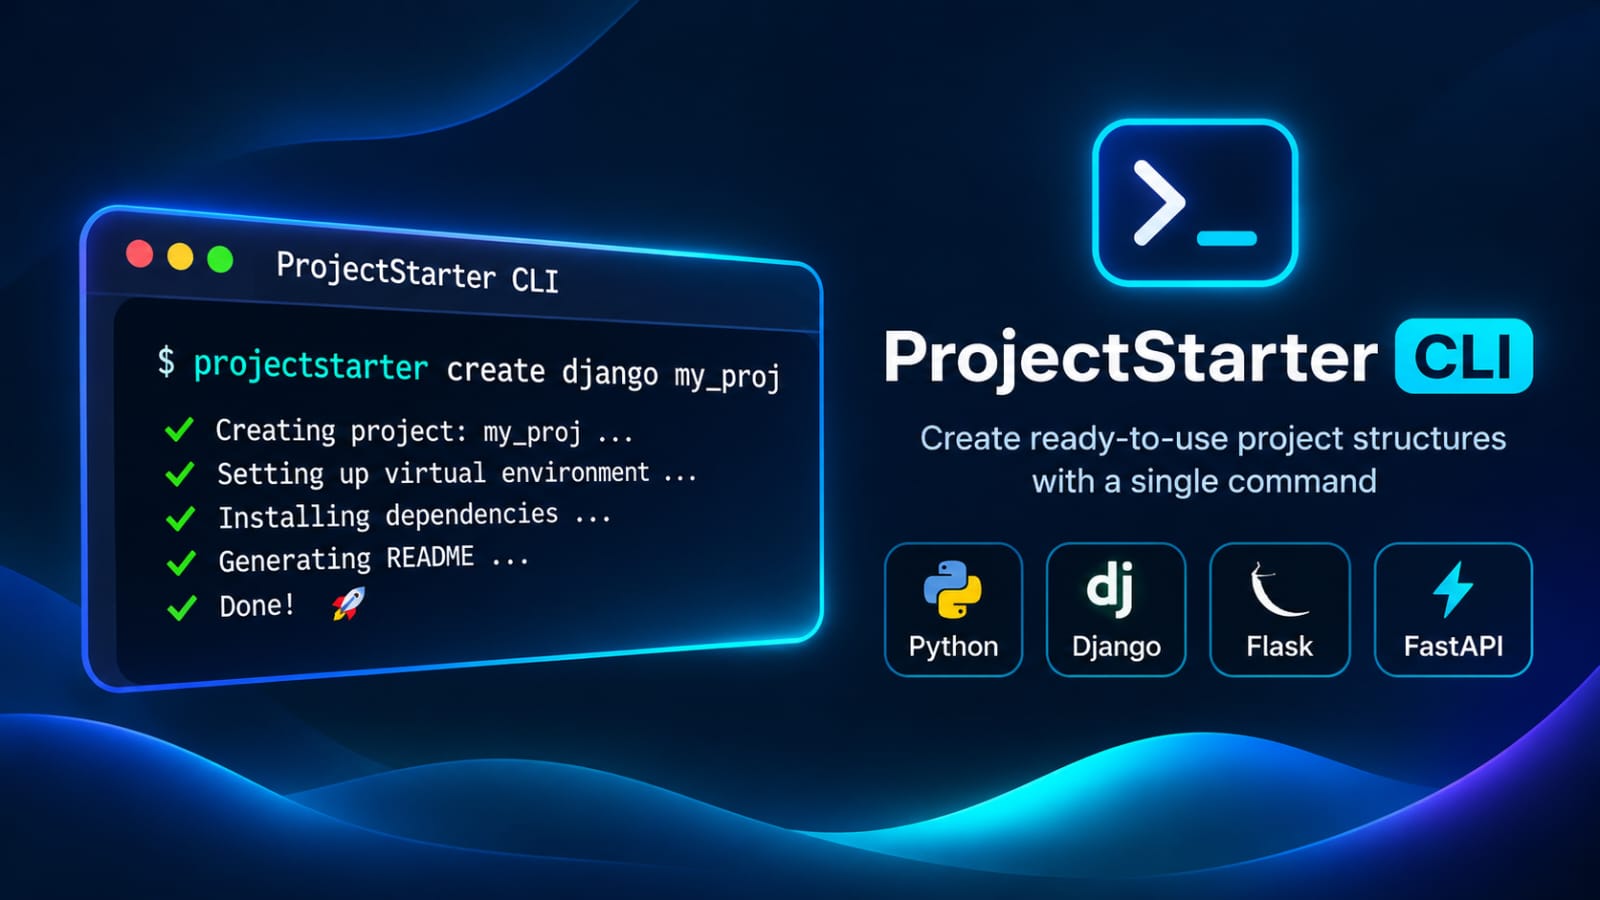 ProjectStarter CLI
$ projectstarter create django my_proj
✔ Creating project: my_proj ...
✔ Setting up virtual environment ...
✔ Installing dependencies ...
✔ Generating README ...
✔ Done! 🚀
>_
ProjectStarter CLI
Create ready-to-use project structures
with a single command
dj
Python
Django
Flask
FastAPI